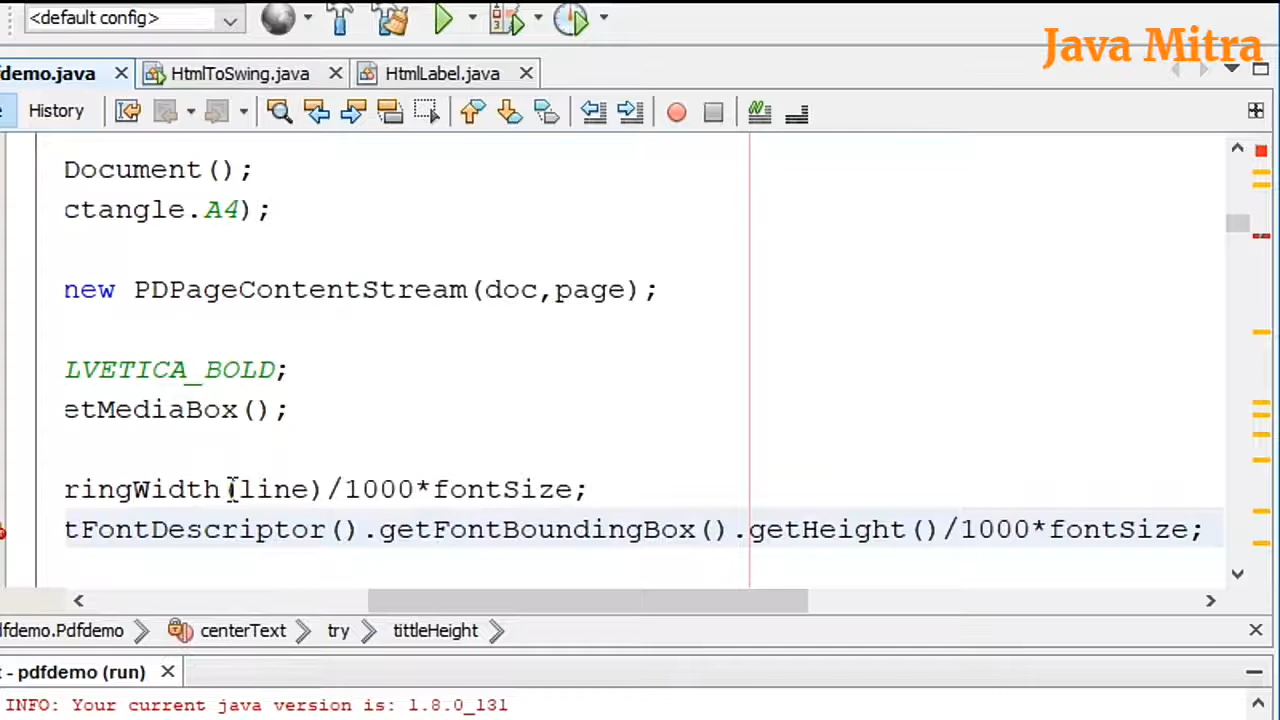 <default config>
Java Mitra
fdemo.java
HtmlToSwing.java
HtmlLabel.java
History
Document();
ctangle.A4);
new PDPageContentStream(doc,page);
LVETICA_BOLD;
etMediaBox();
ringWidth(line)/1000*fontSize;
tFontDescriptor().getFontBoundingBox().getHeight()/1000*fontSize;
dfdemo.Pdfdemo
centerText
try
tittleHeight
t - pdfdemo (run)
INFO: Your current java version is: 1.8.0_131